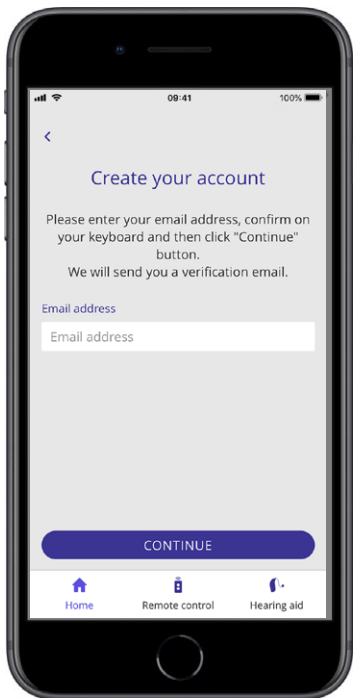 09:41
100%
Create your account
Please enter your email address, confirm on
your keyboard and then click "Continue"
button.
We will send you a verification email.
Email address
Email address
CONTINUE
Home Remote control Hearing aid